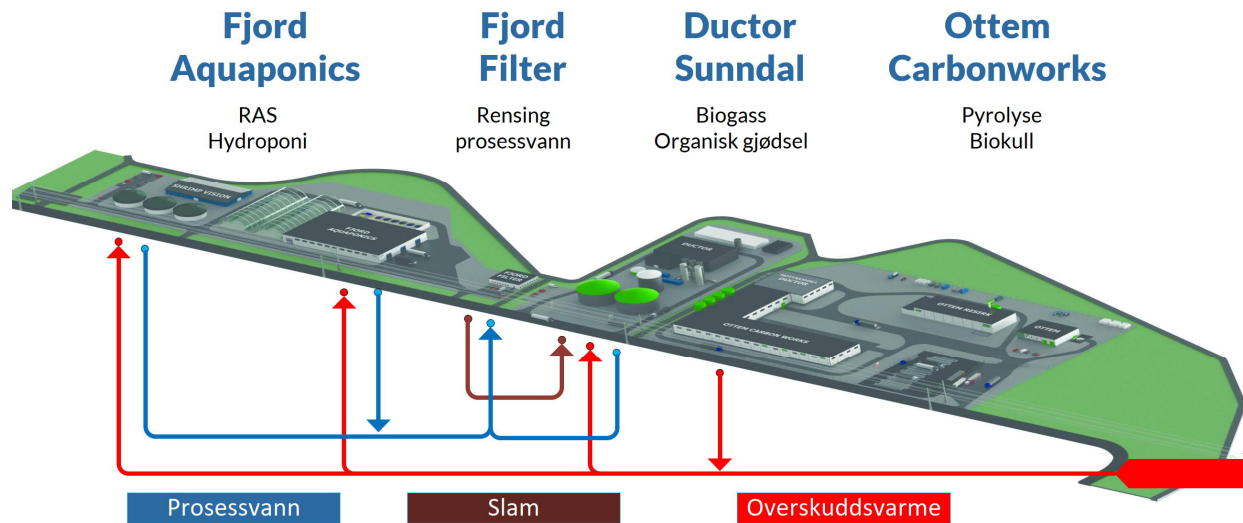 Fjord
Aquaponics
Fjord
Filter
Ductor
Sunndal
Ottem
Carbonworks
RAS
Hydroponi
Rensing
prosessvann
Biogass
Organisk gjødsel
Pyrolyse
Biokull
SHRIMP VISION
FJORD
AQUAPONICS
FJORD
FILTER
DUCTOR
DUCTOR
OTTEM CARBON WORKS
OTTEM RESIRK
OTTEM
Prosessvann
Slam
Overskuddsvarme